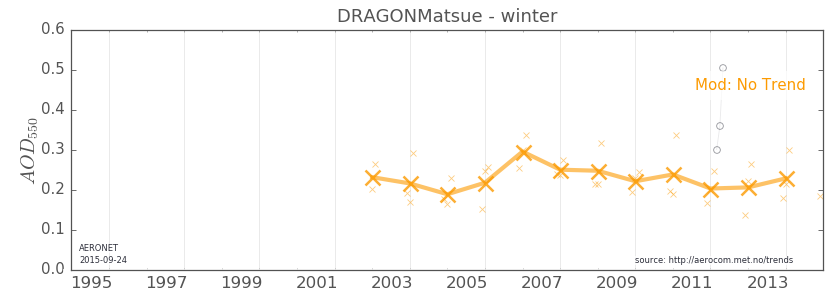 DRAGONMatsue - winter
0.6
0.5
0.4
0.3
0.2
0.1
0.0
AOD550
Mod: No Trend
AERONET
2015-09-24
source: http://aerocom.met.no/trends
1995 1997 1999 2001 2003 2005 2007 2009 2011 2013